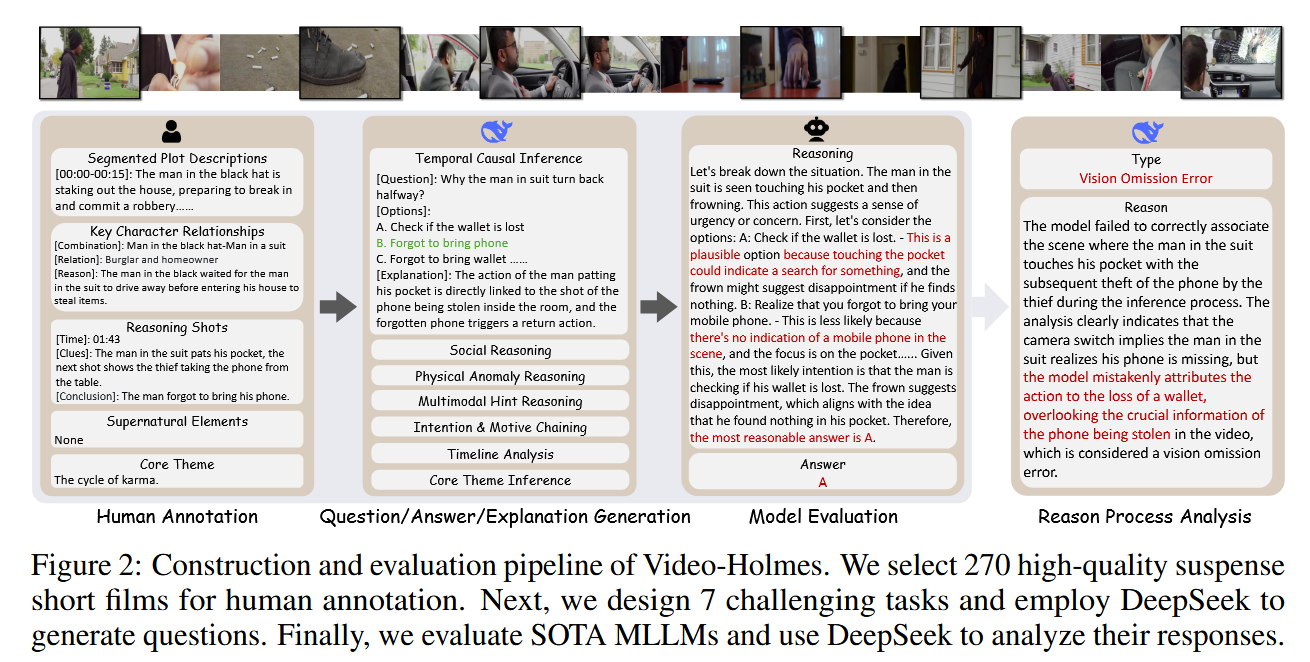 Segmented Plot Descriptions
[00:00-00:15]: The man in the black hat is
staking out the house, preparing to break in
and commit a robbery......
Key Character Relationships
[Combination]: Man in the black hat-Man in a suit
[Relation]: Burglar and homeowner
[Reason]: The man in the black waited for the man
in the suit to drive away before entering his house to
steal items.
Reasoning Shots
[Time]: 01:43
[Clues]: The man in the suit pats his pocket, the
next shot shows the thief taking the phone from
the table.
[Conclusion]: The man forgot to bring his phone.
Supernatural Elements
None
Core Theme
The cycle of karma.
Human Annotation
Temporal Causal Inference
[Question]: Why the man in suit turn back
halfway?
[Options]:
A. Check if the wallet is lost
B. Forgot to bring phone
C. Forgot to bring wallet ......
[Explanation]: The action of the man patting
his pocket is directly linked to the shot of the
phone being stolen inside the room, and the
forgotten phone triggers a return action.
Social Reasoning
Physical Anomaly Reasoning
Multimodal Hint Reasoning
Intention & Motive Chaining
Timeline Analysis
Core Theme Inference
Question/Answer/Explanation Generation
Reasoning
Let's break down the situation. The man in the
suit is seen touching his pocket and then
frowning. This action suggests a sense of
urgency or concern. First, let's consider the
options: A: Check if the wallet is lost. - This is a
plausible option because touching the pocket
could indicate a search for something, and the
frown might suggest disappointment if he finds
nothing. B: Realize that you forgot to bring your
mobile phone. - This is less likely because
there's no indication of a mobile phone in the
scene, and the focus is on the pocket...... Given
this, the most likely intention is that the man is
checking if his wallet is lost. The frown suggests
disappointment, which aligns with the idea
that he found nothing in his pocket. Therefore,
the most reasonable answer is A.
Answer
A
Model Evaluation
Type
Vision Omission Error
Reason
The model failed to correctly associate
the scene where the man in the suit
touches his pocket with the
subsequent theft of the phone by the
thief during the inference process. The
analysis clearly indicates that the
camera switch implies the man in the
suit realizes his phone is missing, but
the model mistakenly attributes the
action to the loss of a wallet,
overlooking the crucial information of
the phone being stolen in the video,
which is considered a vision omission
error.
Reason Process Analysis
Figure 2: Construction and evaluation pipeline of Video-Holmes. We select 270 high-quality suspense
short films for human annotation. Next, we design 7 challenging tasks and employ DeepSeek to
generate questions. Finally, we evaluate SOTA MLLMs and use DeepSeek to analyze their responses.